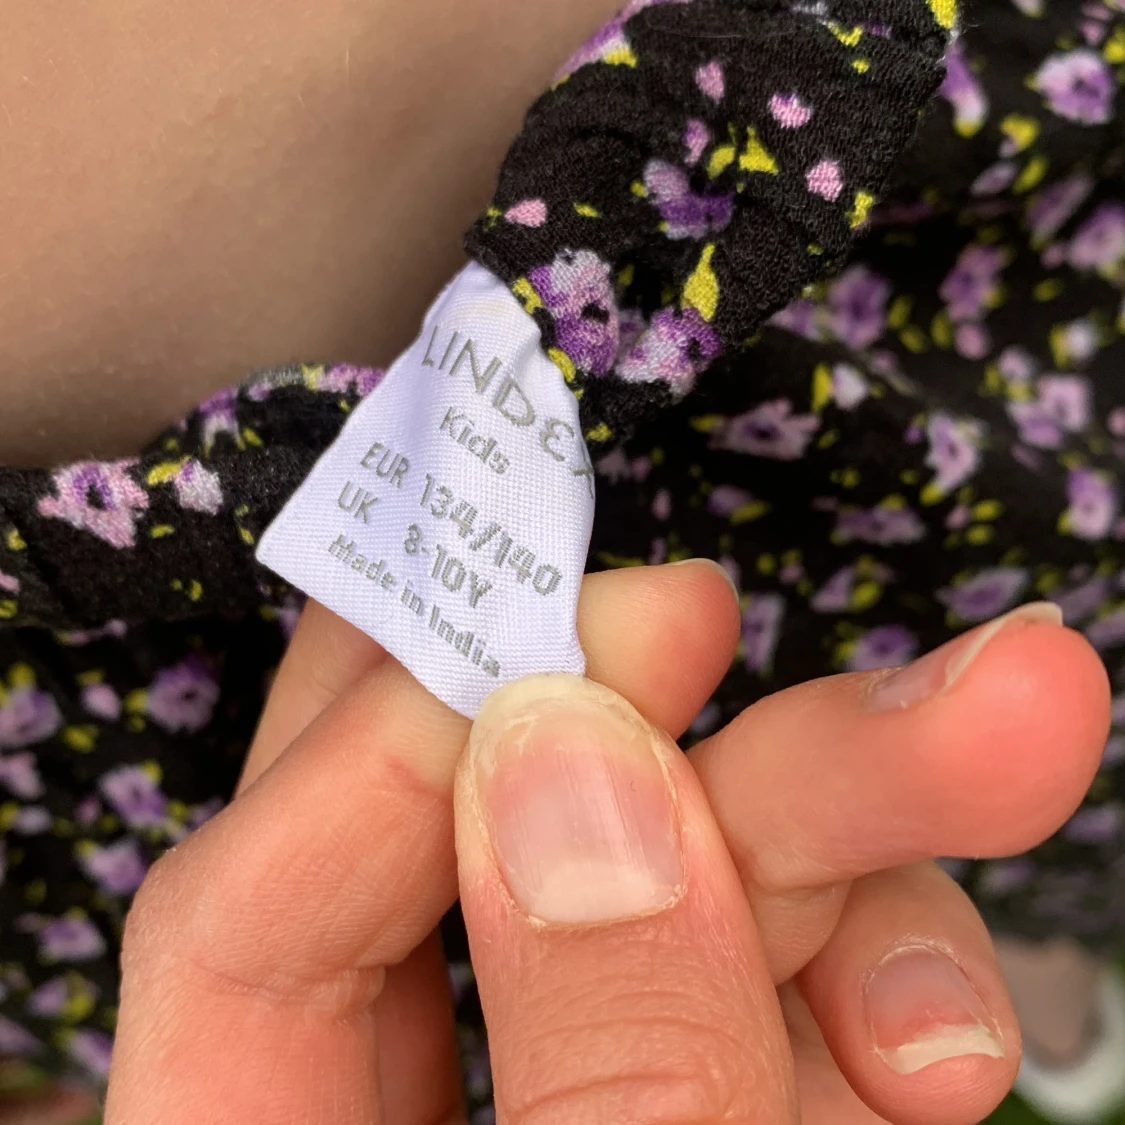 LINDEX
Kids
EUR 134/140
UK 8-10Y
Made in India